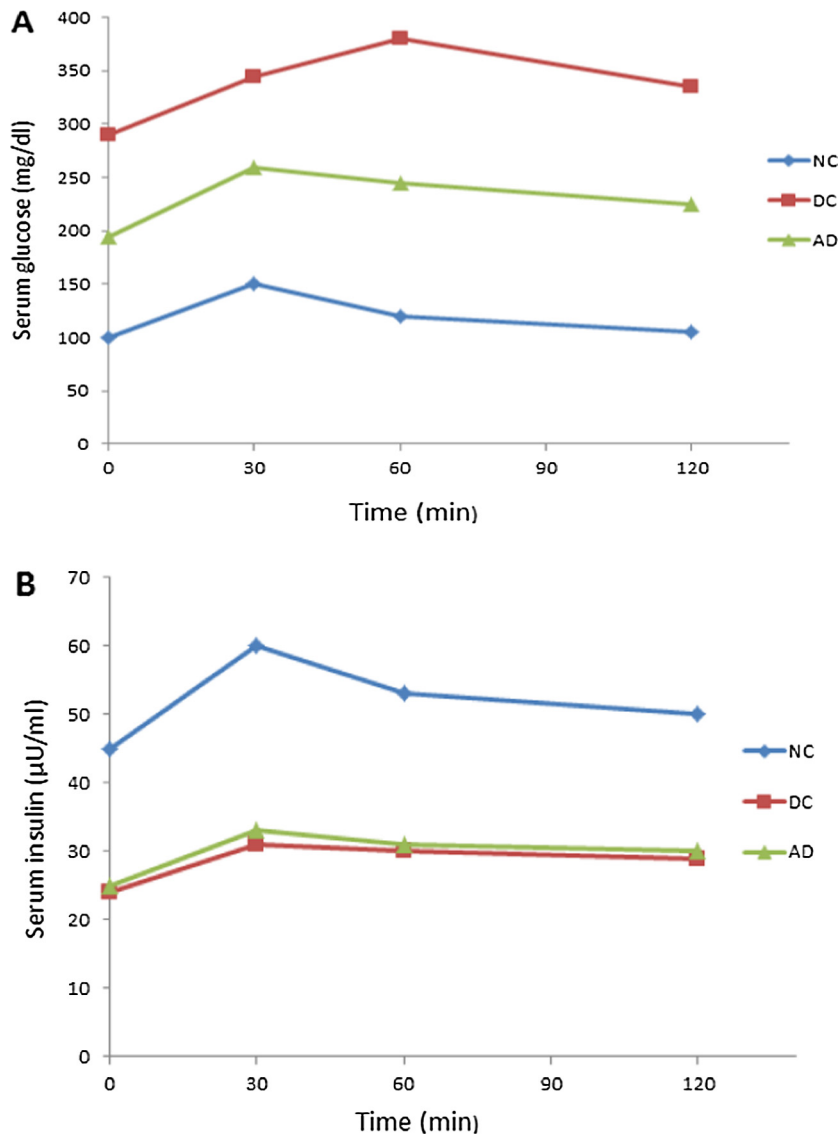 A
400
350
300
250
200
150
100
50
0
Serum glucose (mg/dl)
0 30 60 90 120
Time (min)
NC
DC
AD
B
70
60
50
40
30
20
10
0
Serum insulin (µU/ml)
0 30 60 90 120
Time (min)
NC
DC
AD